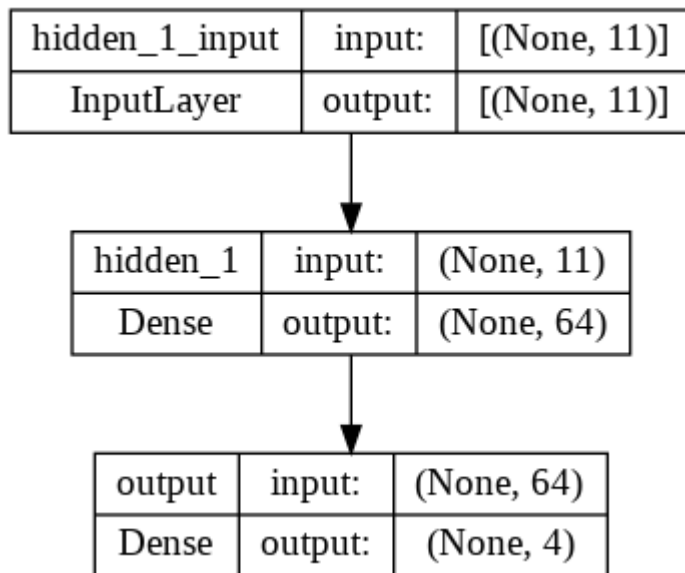 hidden_1_input input: [(None, 11)]
InputLayer output: [(None, 11)]
hidden_1 input: (None, 11)
Dense output: (None, 64)
output input: (None, 64)
Dense output: (None, 4)